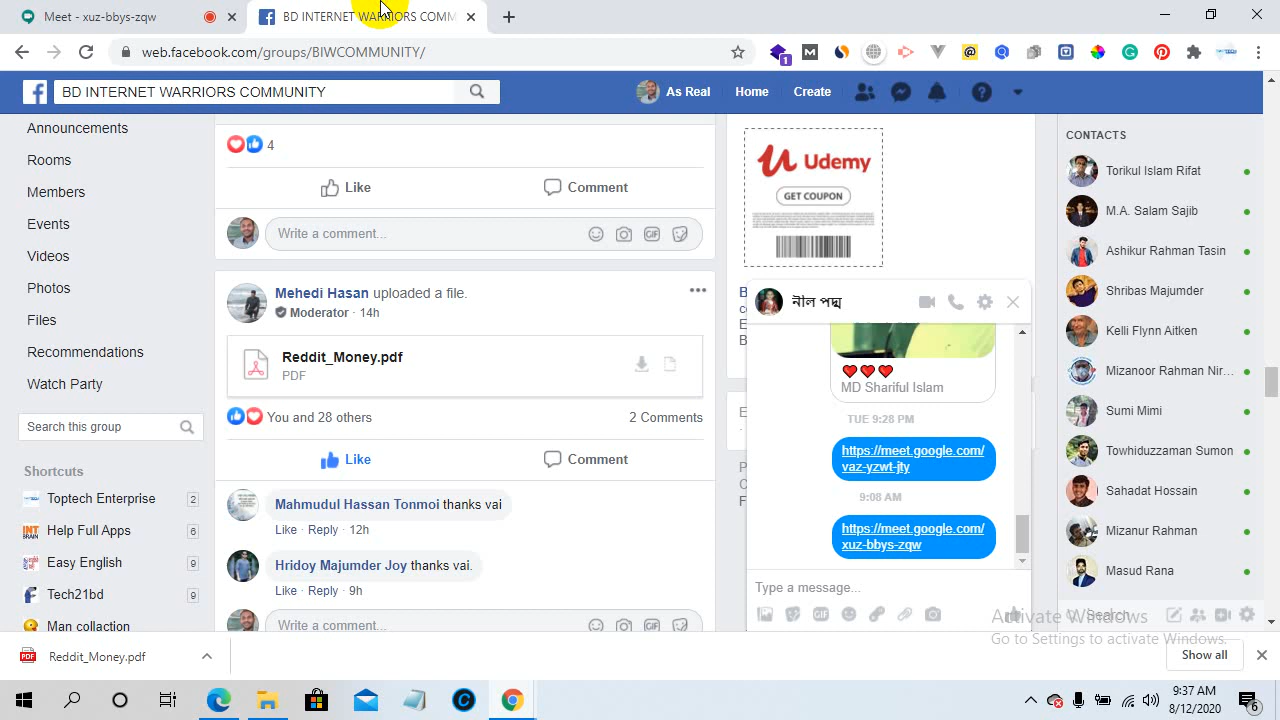 Meet - xuz-bbys-zqw
BD INTERNET WARRIORS COMM
web.facebook.com/groups/BIWCOMMUNITY/
1
BD INTERNET WARRIORS COMMUNITY
As Real
Home
Create
Announcements
Rooms
Members
Events
Videos
Photos
Files
Recommendations
Watch Party
Search this group
Shortcuts
Toptech Enterprise 2
Help Full Apps 6
Easy English 9
Tech21bd 9
Man collection
4
Like
Comment
Write a comment...
GIF
Mehedi Hasan uploaded a file.
Moderator · 14h
Reddit_Money.pdf
PDF
You and 28 others
2 Comments
Like
Comment
Mahmudul Hassan Tonmoi thanks vai
Like · Reply · 12h
Hridoy Majumder Joy thanks vai.
Like · Reply · 9h
Write a comment...
GIF
Udemy
GET COUPON
নীল পদ্ম
MD Shariful Islam
TUE 9:28 PM
https://meet.google.com/
vaz-yzwt-jty
9:08 AM
https://meet.google.com/
xuz-bbys-zqw
Type a message...
GIF
CONTACTS
Torikul Islam Rifat
M.A. Salam Sajib
Ashikur Rahman Tasin
Shribas Majumder
Kelli Flynn Aitken
Mizanoor Rahman Nir...
Sumi Mimi
Towhiduzzaman Sumon
Sahadat Hossain
Mizanur Rahman
Masud Rana
Search
Activate Windows
Go to Settings to activate Windows.
PDF
Reddit_Money.pdf
Show all
9:37 AM
8/12/2020
6